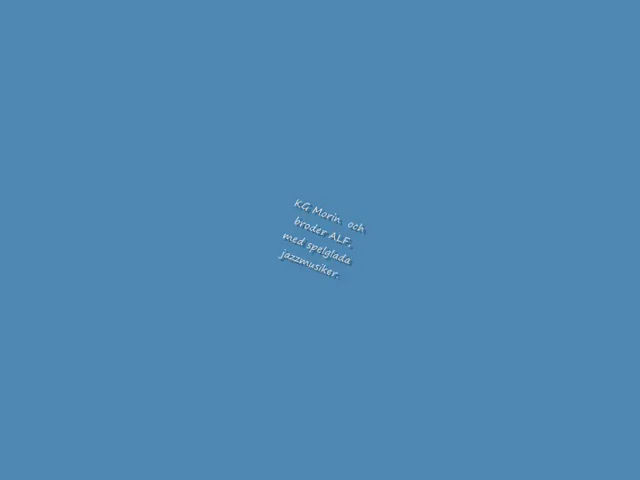 KG Morin och
broder ALF,
med spelglada
jazzmusiker.